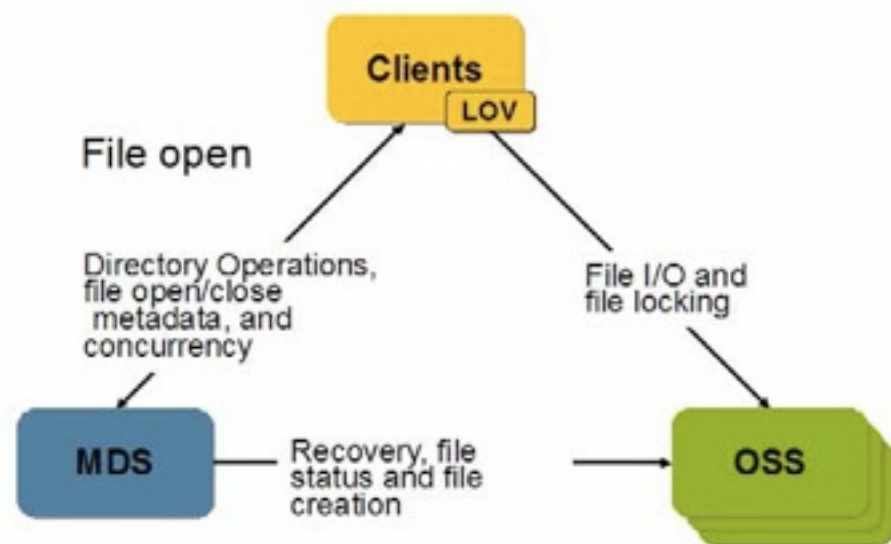 Clients
LOV
File open
Directory Operations,
file open/close
metadata, and
concurrency
File I/O and
file locking
MDS
Recovery, file
status and file
creation
OSS